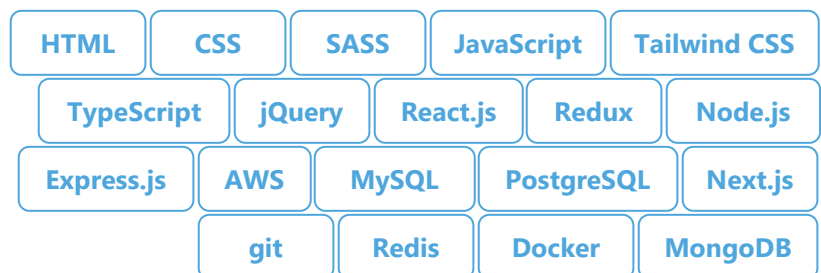 HTML CSS SASS JavaScript Tailwind CSS
TypeScript jQuery React.js Redux Node.js
Express.js AWS MySQL PostgreSQL Next.js
git Redis Docker MongoDB